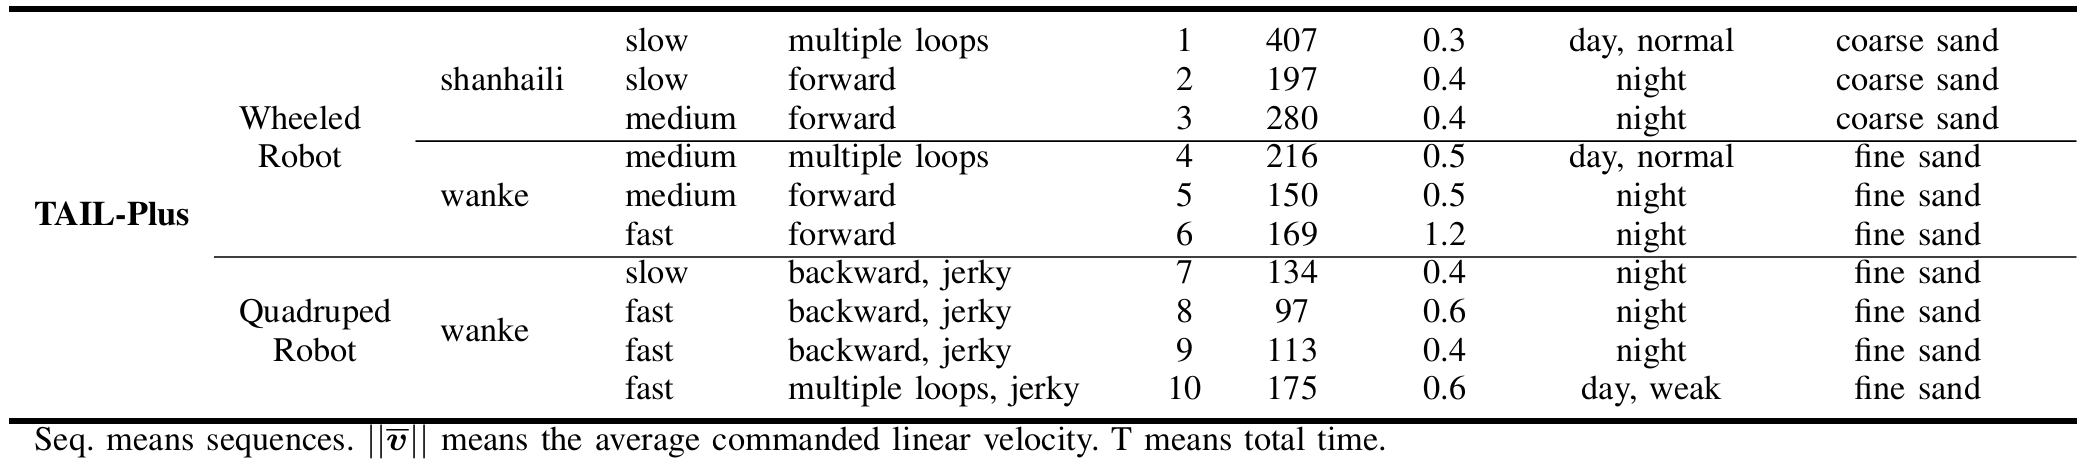 slow multiple loops 1 407 0.3 day, normal coarse sand
shanhaili slow forward 2 197 0.4 night coarse sand
Wheeled medium forward 3 280 0.4 night coarse sand
Robot medium multiple loops 4 216 0.5 day, normal fine sand
wanke medium forward 5 150 0.5 night fine sand
TAIL-Plus
fast forward 6 169 1.2 night fine sand
slow backward, jerky 7 134 0.4 night fine sand
Quadruped fast backward, jerky 8 97 0.6 night fine sand
wanke
Robot fast backward, jerky 9 113 0.4 night fine sand
fast multiple loops, jerky 10 175 0.6 day, weak fine sand
Seq. means sequences. ||v̅|| means the average commanded linear velocity. T means total time.